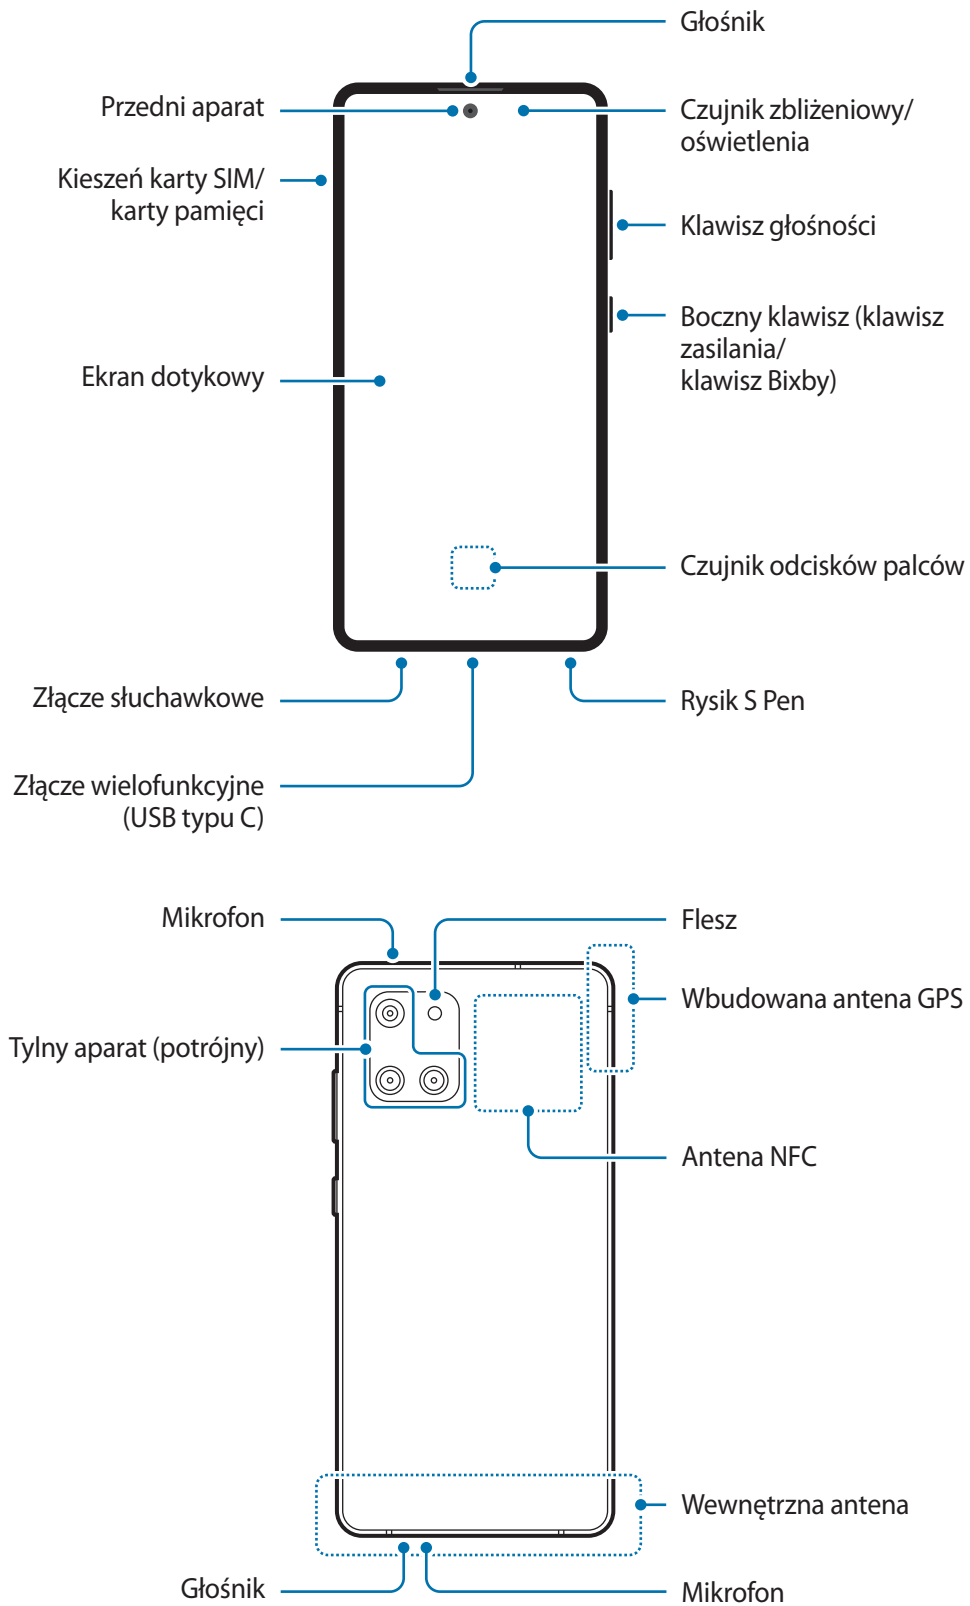 Głośnik
Przedni aparat
Czujnik zbliżeniowy/
oświetlenia
Kieszeń karty SIM/
karty pamięci
Klawisz głośności
Boczny klawisz (klawisz
zasilania/
klawisz Bixby)
Ekran dotykowy
Czujnik odcisków palców
Złącze słuchawkowe
Rysik S Pen
Złącze wielofunkcyjne
(USB typu C)
Mikrofon
Flesz
Wbudowana antena GPS
Tylny aparat (potrójny)
Antena NFC
Wewnętrzna antena
Głośnik
Mikrofon